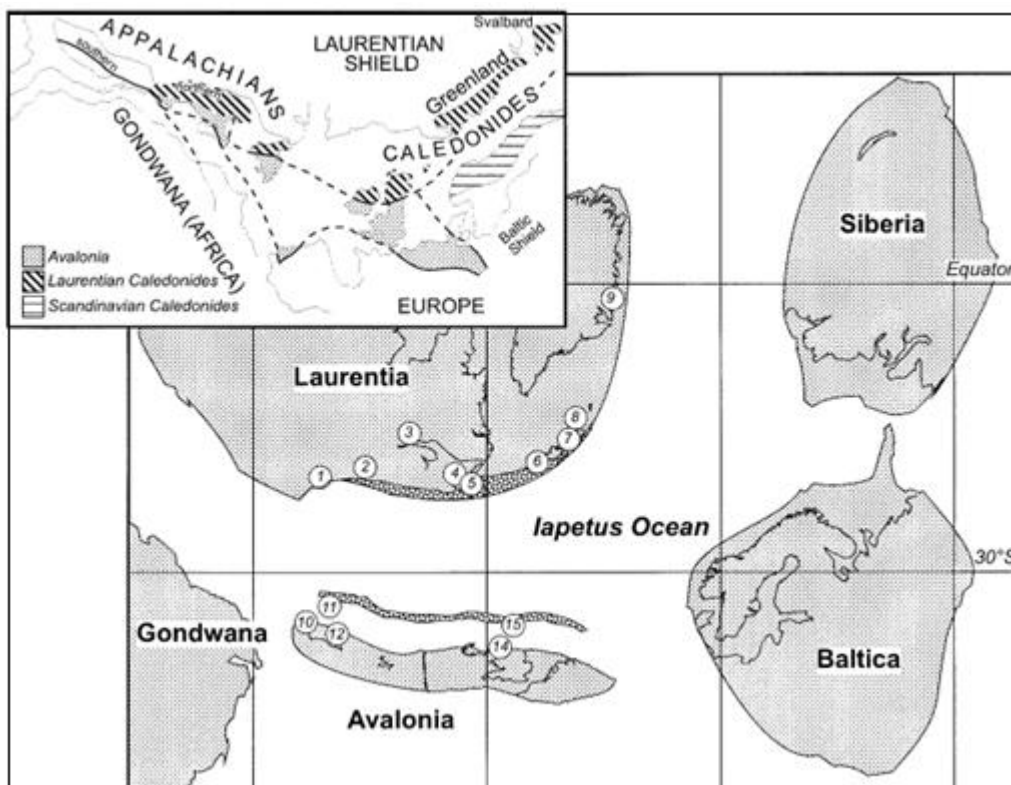 Svalbard
APPALACHIANS
LAURENTIAN
SHIELD
southern
Greenland
CALEDONIDES
GONDWANA (AFRICA)
Baltic
Shield
Avalonia
Laurentian Caledonides
Scandinavian Caledonides
EUROPE
Siberia
Equator
9
Laurentia
8
3
7
6
2
4
1
5
Iapetus Ocean
30°S
11
10
12
15
14
Gondwana
Baltica
Avalonia